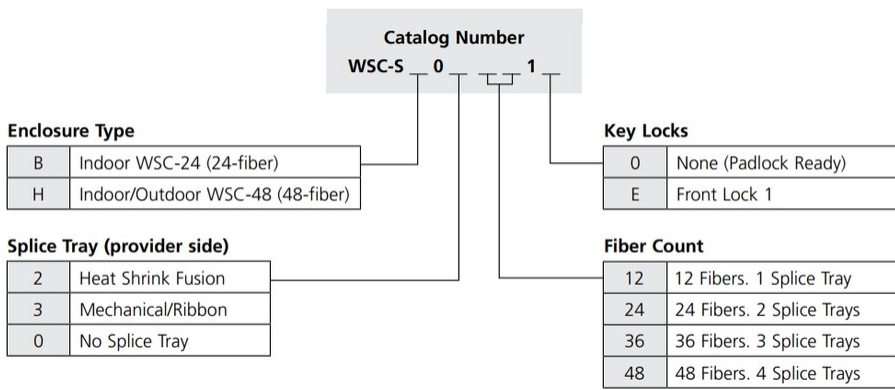 Catalog Number
WSC-S _ 0 _ _ _ 1 _
Enclosure Type
B Indoor WSC-24 (24-fiber)
H Indoor/Outdoor WSC-48 (48-fiber)
Splice Tray (provider side)
2 Heat Shrink Fusion
3 Mechanical/Ribbon
0 No Splice Tray
Key Locks
0 None (Padlock Ready)
E Front Lock 1
Fiber Count
12 12 Fibers. 1 Splice Tray
24 24 Fibers. 2 Splice Trays
36 36 Fibers. 3 Splice Trays
48 48 Fibers. 4 Splice Trays